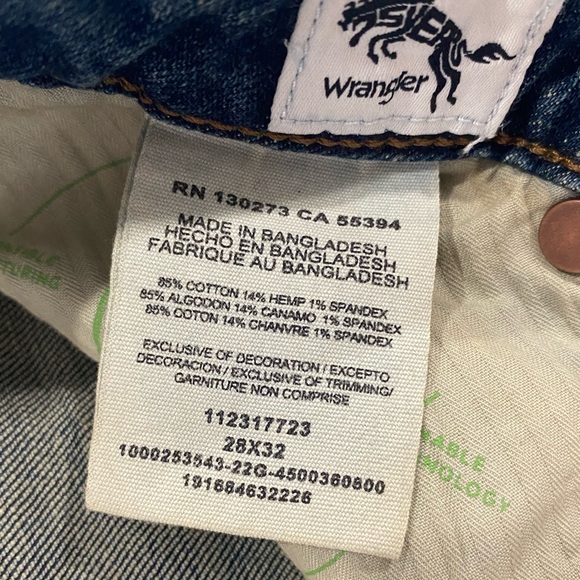 Wrangler
RN 130273 CA 55394
MADE IN BANGLADESH
HECHO EN BANGLADESH
FABRIQUE AU BANGLADESH
85% COTTON 14% HEMP 1% SPANDEX
85% ALGODON 14% CANAMO 1% SPANDEX
85% COTON 14% CHANVRE 1% SPANDEX
EXCLUSIVE OF DECORATION / EXCEPTO
DECORACION / EXCLUSIVE OF TRIMMING/
GARNITURE NON COMPRISE
112317723
28X32
1000253543-22G-4500360800
191684632226